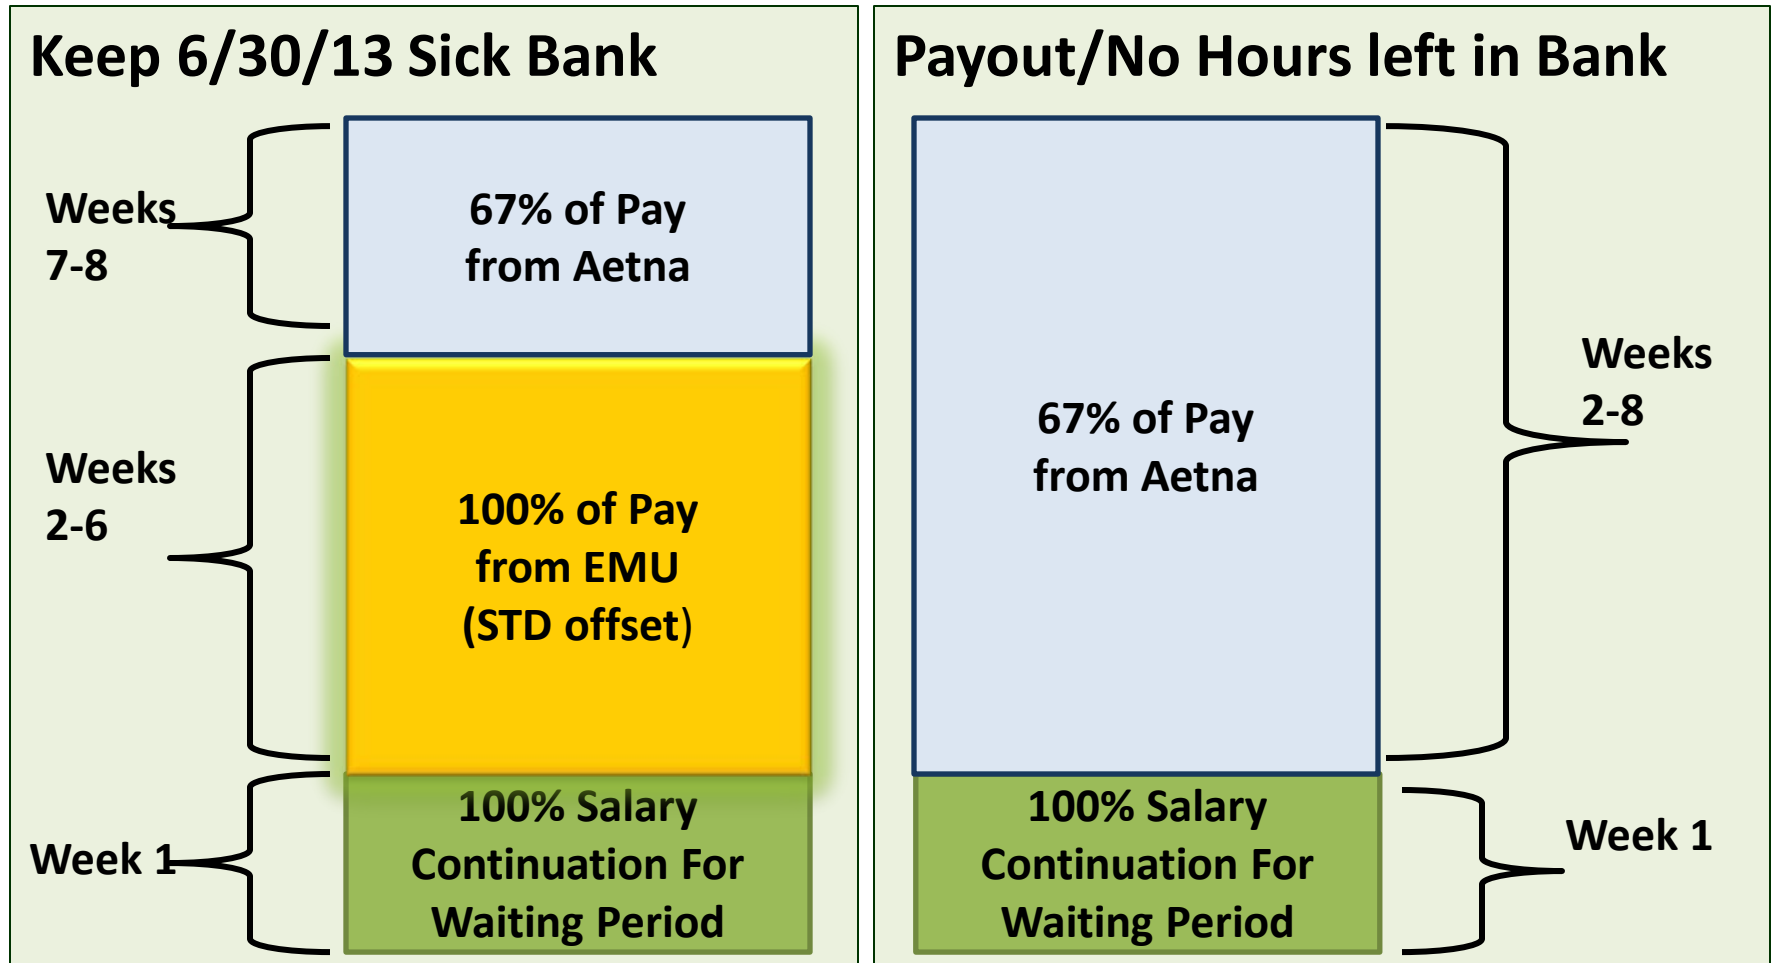 Keep 6/30/13 Sick Bank
Weeks
7-8
67% of Pay
from Aetna
Weeks
2-6
100% of Pay
from EMU
(STD offset)
Week 1
100% Salary
Continuation For
Waiting Period
Payout/No Hours left in Bank
67% of Pay
from Aetna
Weeks
2-8
100% Salary
Continuation For
Waiting Period
Week 1